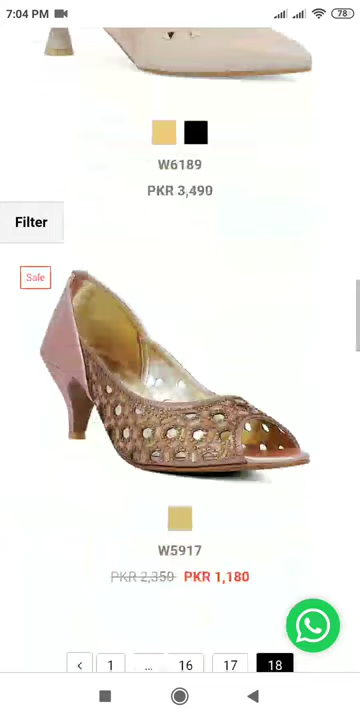 7:04 PM 78
W6189
PKR 3,490
Filter
Sale
W5917
PKR 2,350 PKR 1,180
‹ 1 ... 16 17 18